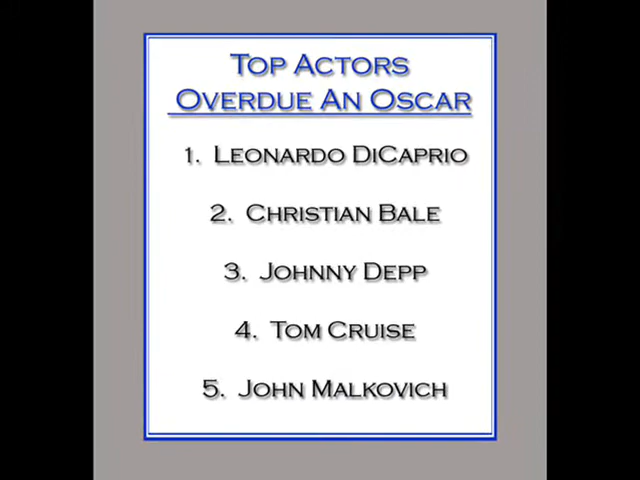 Top Actors
Overdue An Oscar
1. Leonardo DiCaprio
2. Christian Bale
3. Johnny Depp
4. Tom Cruise
5. John Malkovich